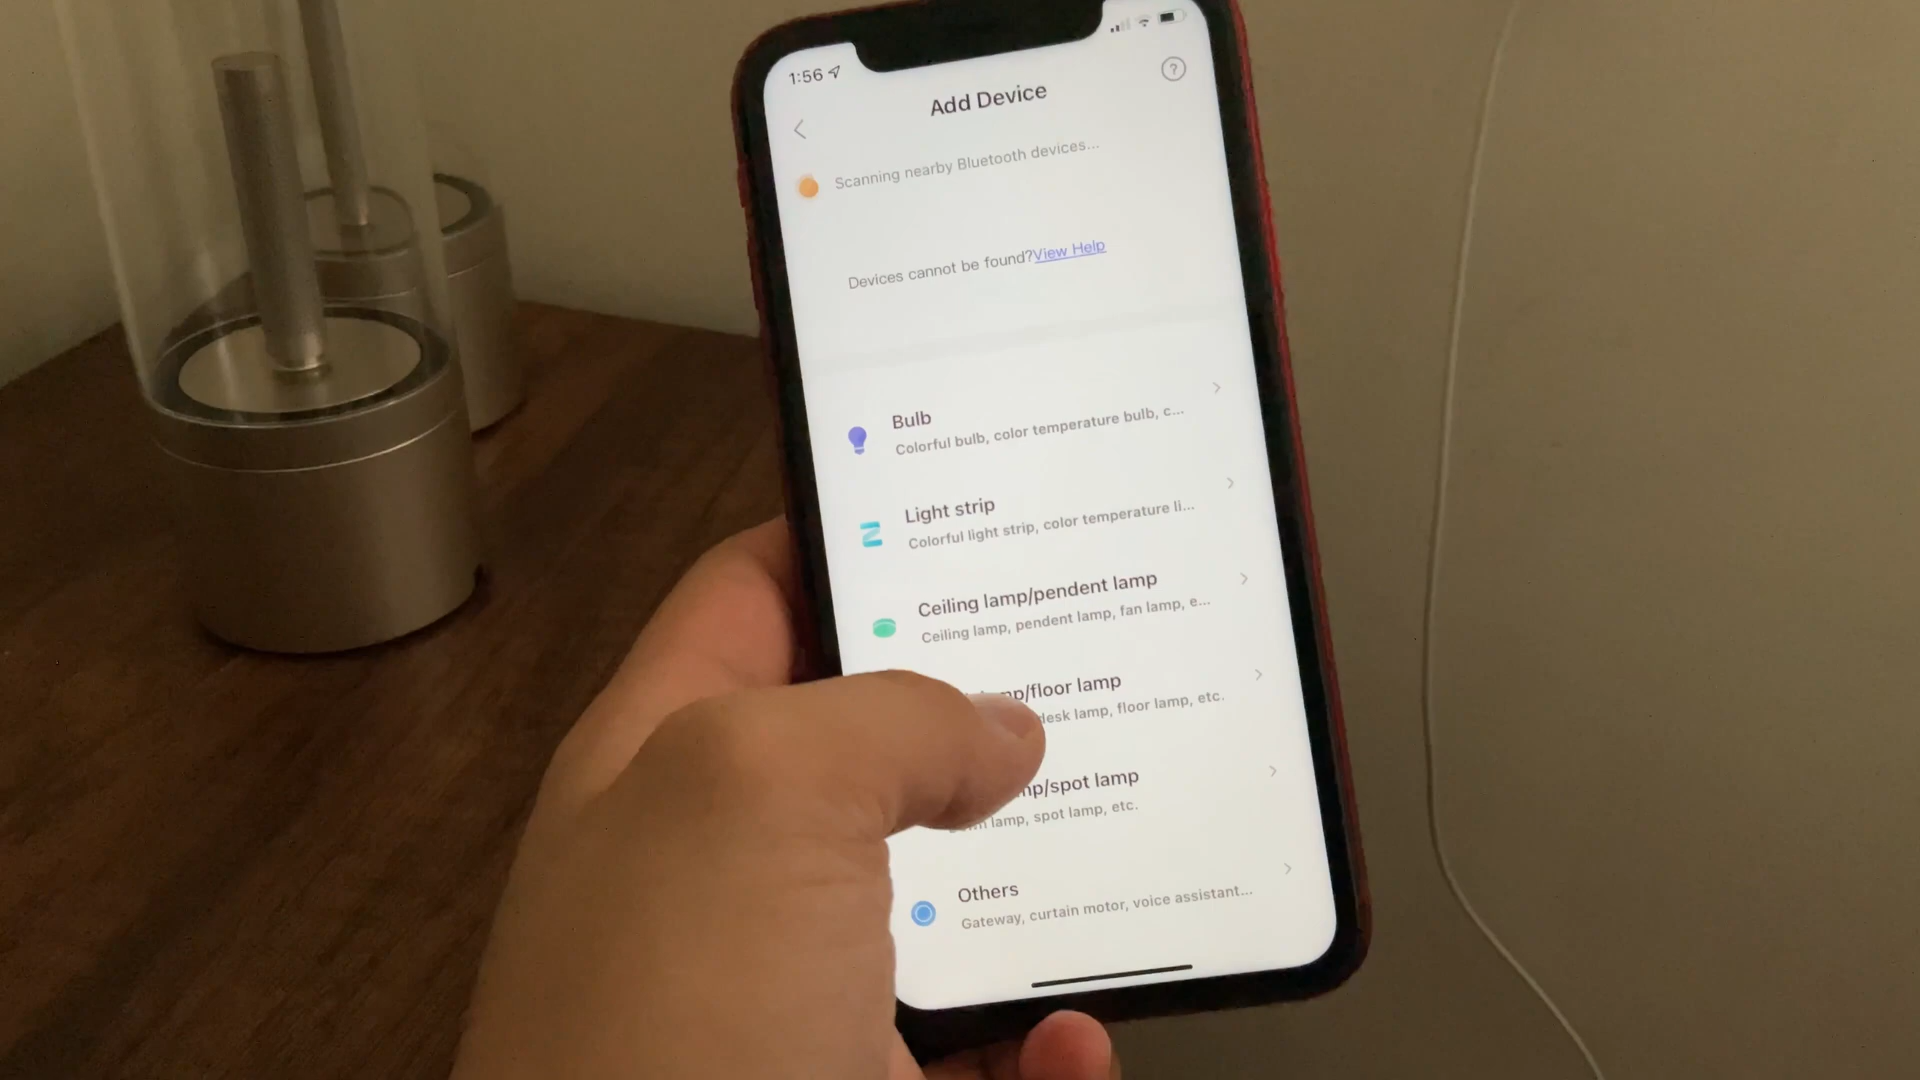 1:56
Add Device
?
Scanning nearby Bluetooth devices...
Devices cannot be found?View Help
Bulb
Colorful bulb, color temperature bulb, c...
Light strip
Colorful light strip, color temperature li...
Ceiling lamp/pendent lamp
Ceiling lamp, pendent lamp, fan lamp, e...
/floor lamp
desk lamp, floor lamp, etc.
/spot lamp
lamp, spot lamp, etc.
Others
Gateway, curtain motor, voice assistant...